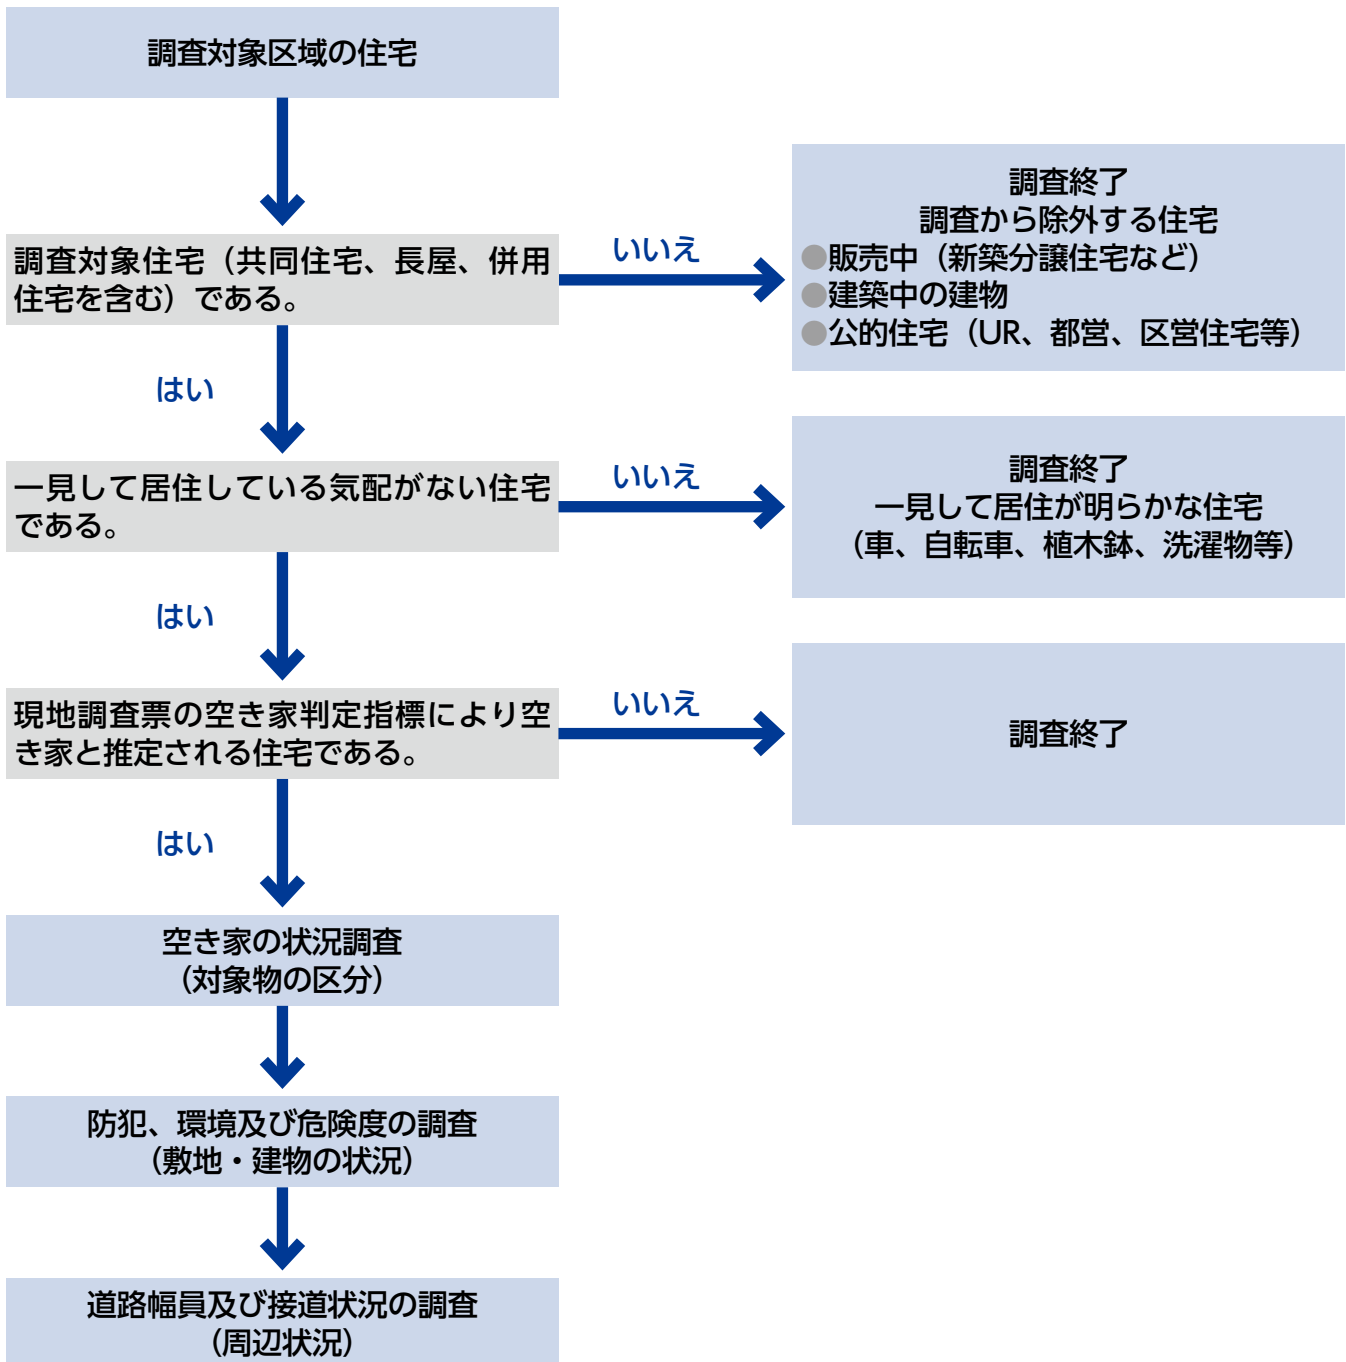 調査対象区域の住宅
調査対象住宅（共同住宅、長屋、併用
住宅を含む）である。
いいえ
調査終了
調査から除外する住宅
●販売中（新築分譲住宅など）
●建築中の建物
●公的住宅（UR、都営、区営住宅等）
はい
一見して居住している気配がない住宅
である。
いいえ
調査終了
一見して居住が明らかな住宅
（車、自転車、植木鉢、洗濯物等）
はい
現地調査票の空き家判定指標により空
き家と推定される住宅である。
いいえ
調査終了
はい
空き家の状況調査
（対象物の区分）
防犯、環境及び危険度の調査
（敷地・建物の状況）
道路幅員及び接道状況の調査
（周辺状況）